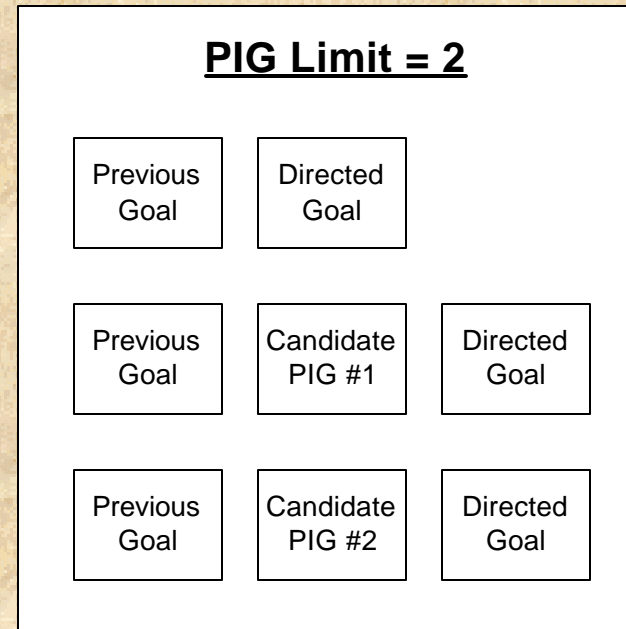 PIG Limit = 2
Previous Goal
Directed Goal
Previous Goal
Candidate PIG #1
Directed Goal
Previous Goal
Candidate PIG #2
Directed Goal